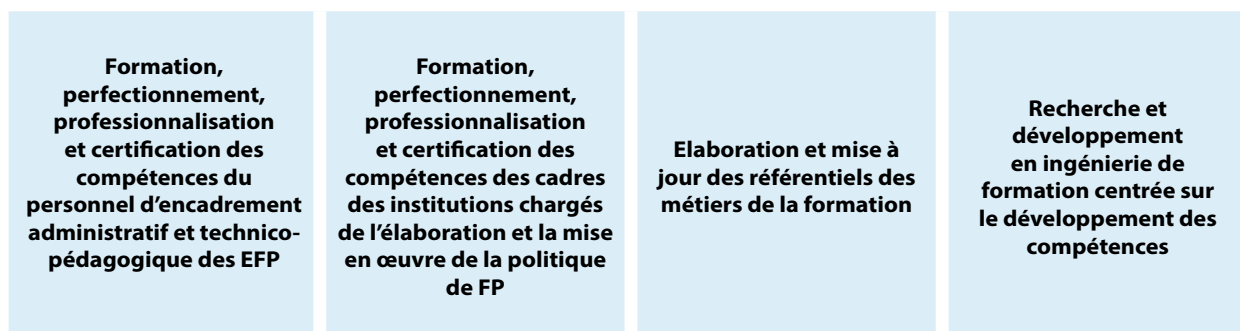 Formation,
perfectionnement,
professionnalisation
et certification des
compétences du
personnel d’encadrement
administratif et technico-
pédagogique des EFP
Formation,
perfectionnement,
professionnalisation
et certification des
compétences des cadres
des institutions chargés
de l’élaboration et la mise
en œuvre de la politique
de FP
Elaboration et mise à
jour des référentiels des
métiers de la formation
Recherche et
développement
en ingénierie de
formation centrée sur
le développement des
compétences